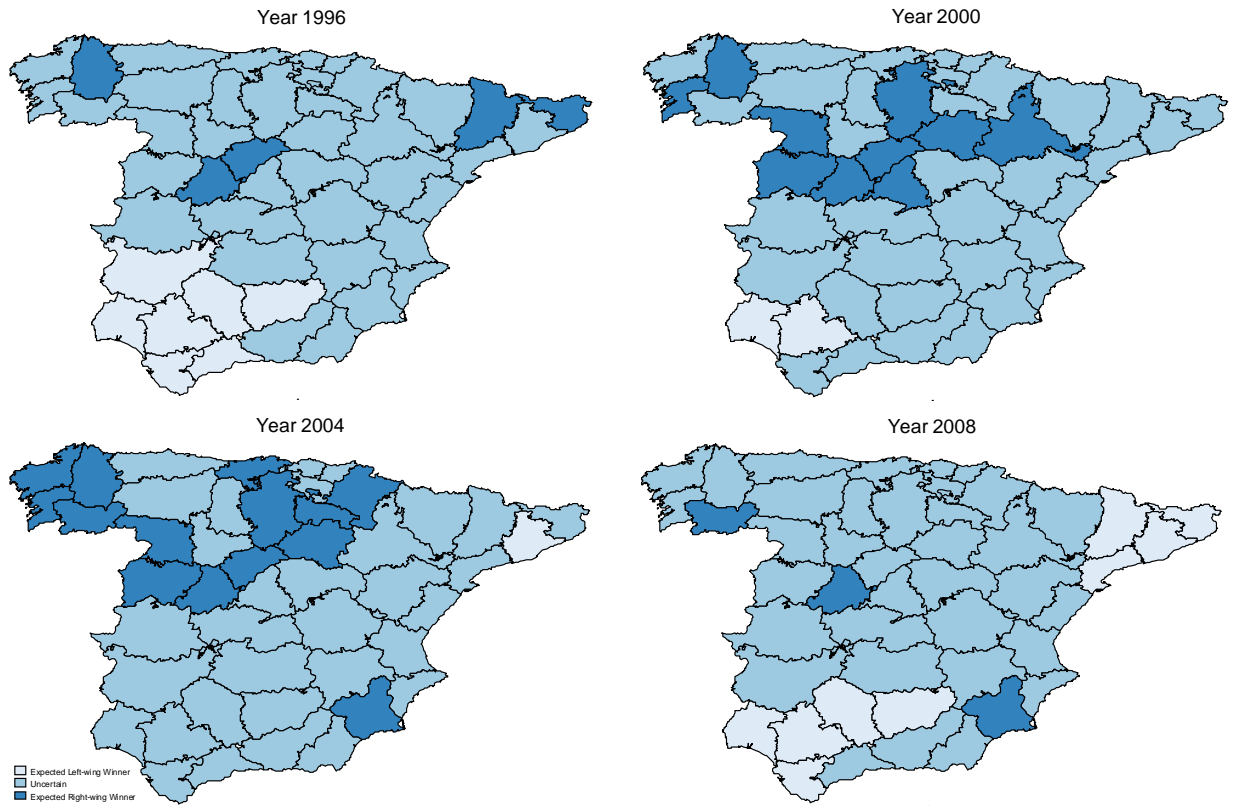 Year 1996
Year 2000
Year 2004
Year 2008
Expected Left-wing Winner
Uncertain
Expected Right-wing Winner